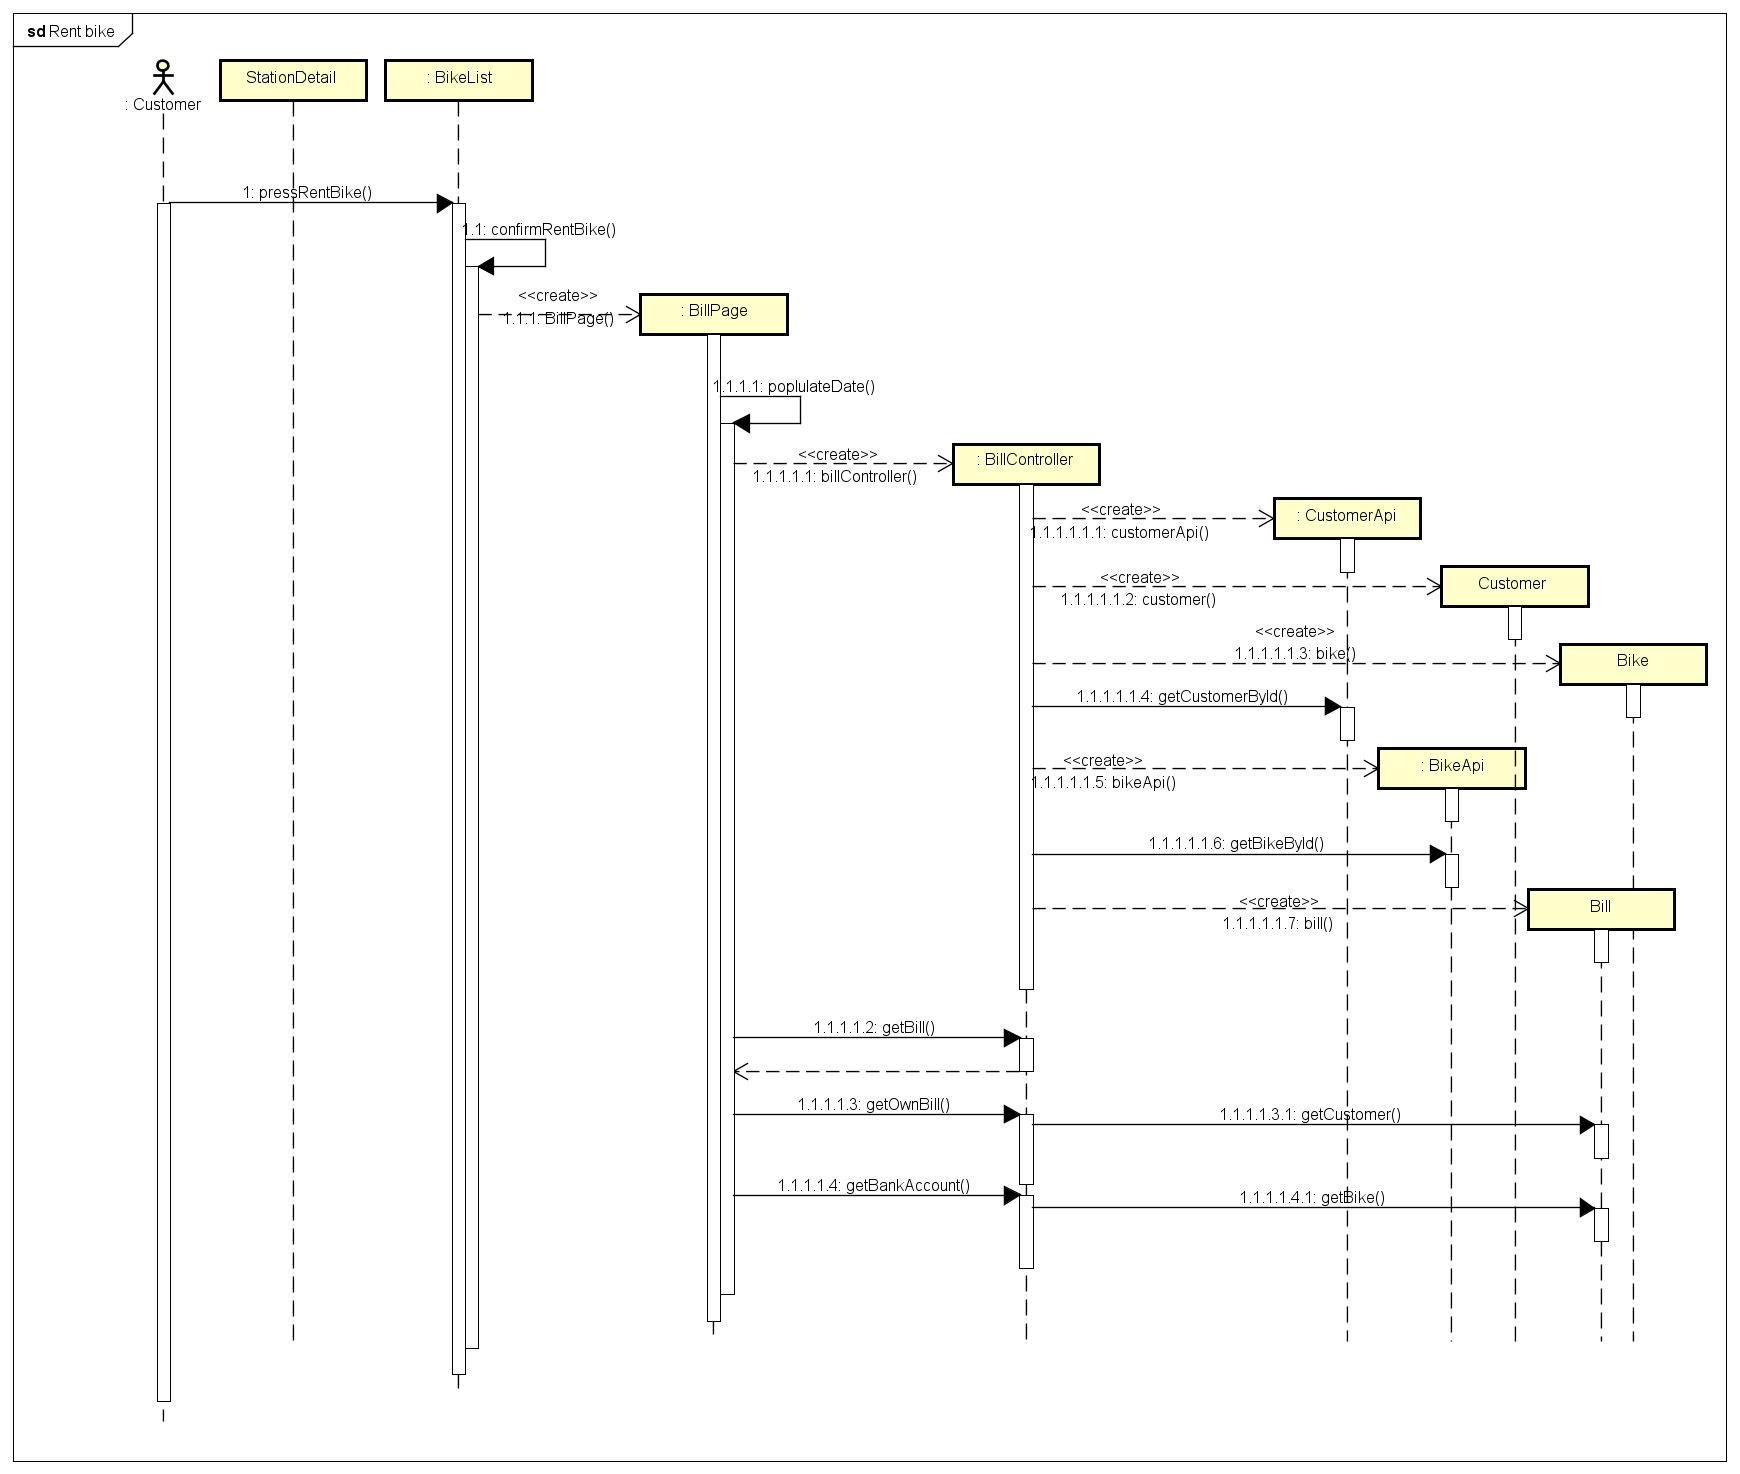 sd Rent bike
: Customer
StationDetail
: BikeList
1: pressRentBike()
1.1: confirmRentBike()
<<create>>
1.1.1: BillPage()
: BillPage
1.1.1.1: poplulateDate()
<<create>>
1.1.1.1.1: billController()
: BillController
<<create>>
1.1.1.1.1.1: customerApi()
: CustomerApi
<<create>>
1.1.1.1.1.2: customer()
Customer
<<create>>
1.1.1.1.1.3: bike()
Bike
1.1.1.1.1.4: getCustomerById()
<<create>>
1.1.1.1.1.5: bikeApi()
: BikeApi
1.1.1.1.1.6: getBikeById()
<<create>>
1.1.1.1.1.7: bill()
Bill
1.1.1.1.2: getBill()
1.1.1.1.3: getOwnBill()
1.1.1.1.3.1: getCustomer()
1.1.1.1.4: getBankAccount()
1.1.1.1.4.1: getBike()